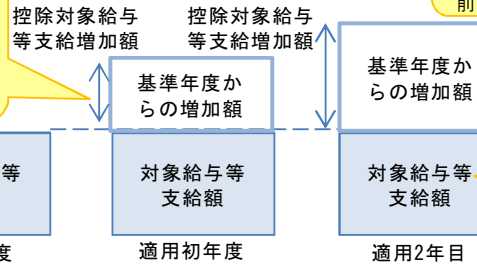 前
控除対象給与
等支給増加額
控除対象給与
等支給増加額
基準年度か
らの増加額
基準年度か
らの増加額
等
対象給与等
支給額
対象給与等
支給額
度
適用初年度
適用2年目